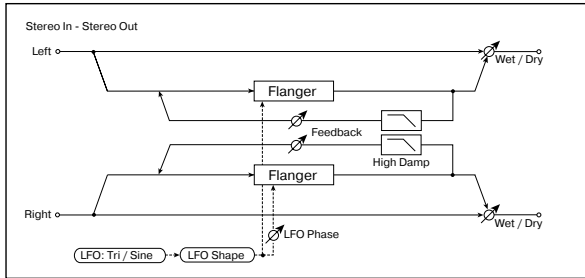 Stereo In - Stereo Out
Left
Wet / Dry
Flanger
Feedback
High Damp
Flanger
Right
Wet / Dry
LFO Phase
LFO: Tri / Sine
LFO Shape